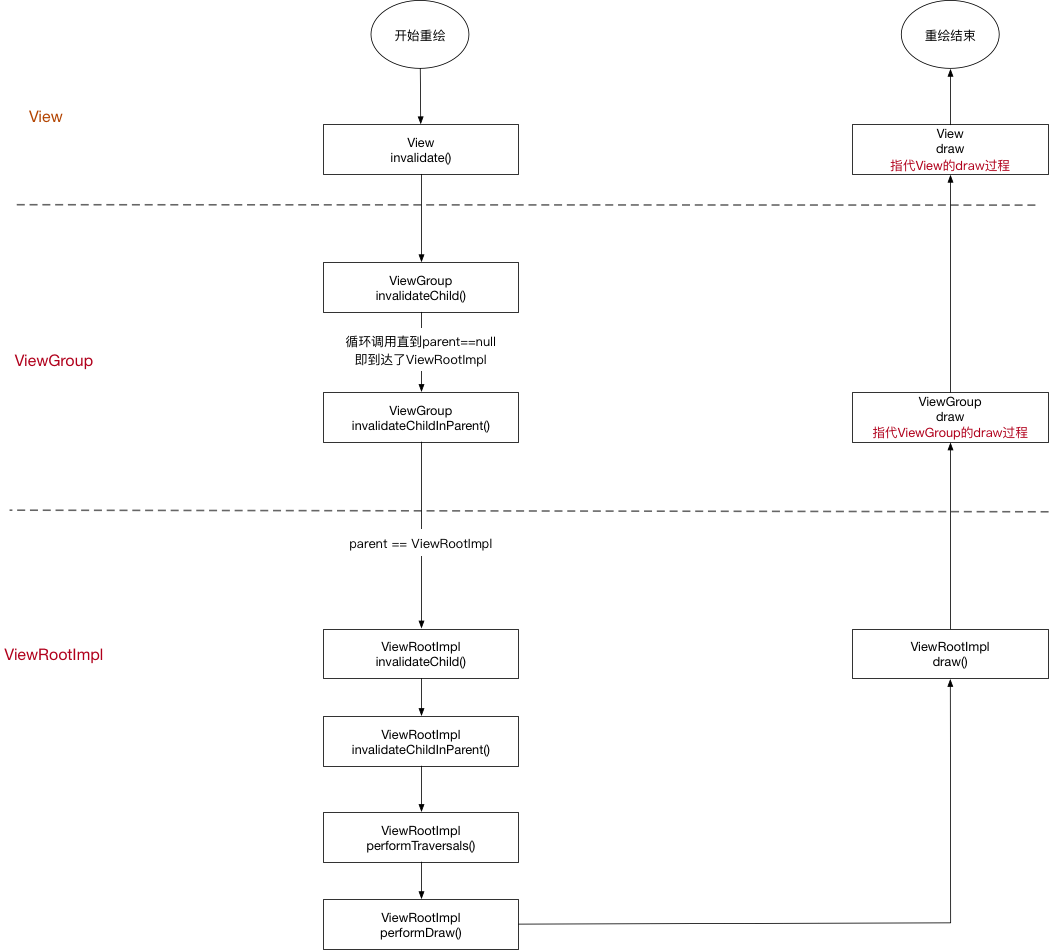 开始重绘
重绘结束
View
View
invalidate()
View
draw
指代View的draw过程
ViewGroup
invalidateChild()
循环调用直到parent==null
即到达了ViewRootImpl
ViewGroup
ViewGroup
invalidateChildInParent()
ViewGroup
draw
指代ViewGroup的draw过程
parent == ViewRootImpl
ViewRootImpl
ViewRootImpl
invalidateChild()
ViewRootImpl
draw()
ViewRootImpl
invalidateChildInParent()
ViewRootImpl
performTraversals()
ViewRootImpl
performDraw()